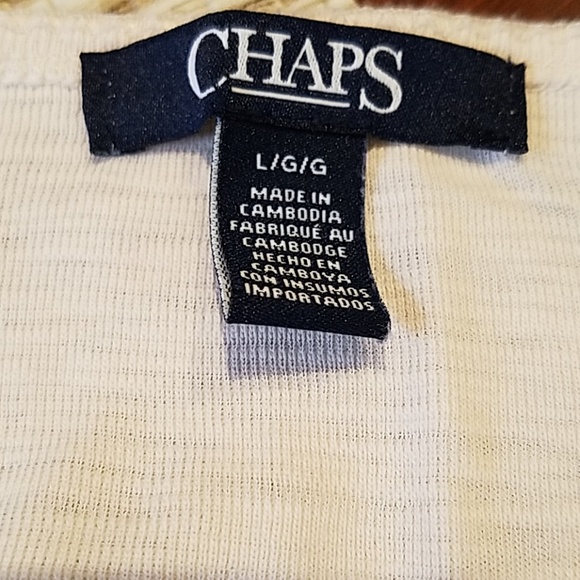 CHAPS
L/G/G
MADE IN
CAMBODIA
FABRIQUÉ AU
CAMBODGE
HECHO EN
CAMBOYA
CON INSUMOS
IMPORTADOS